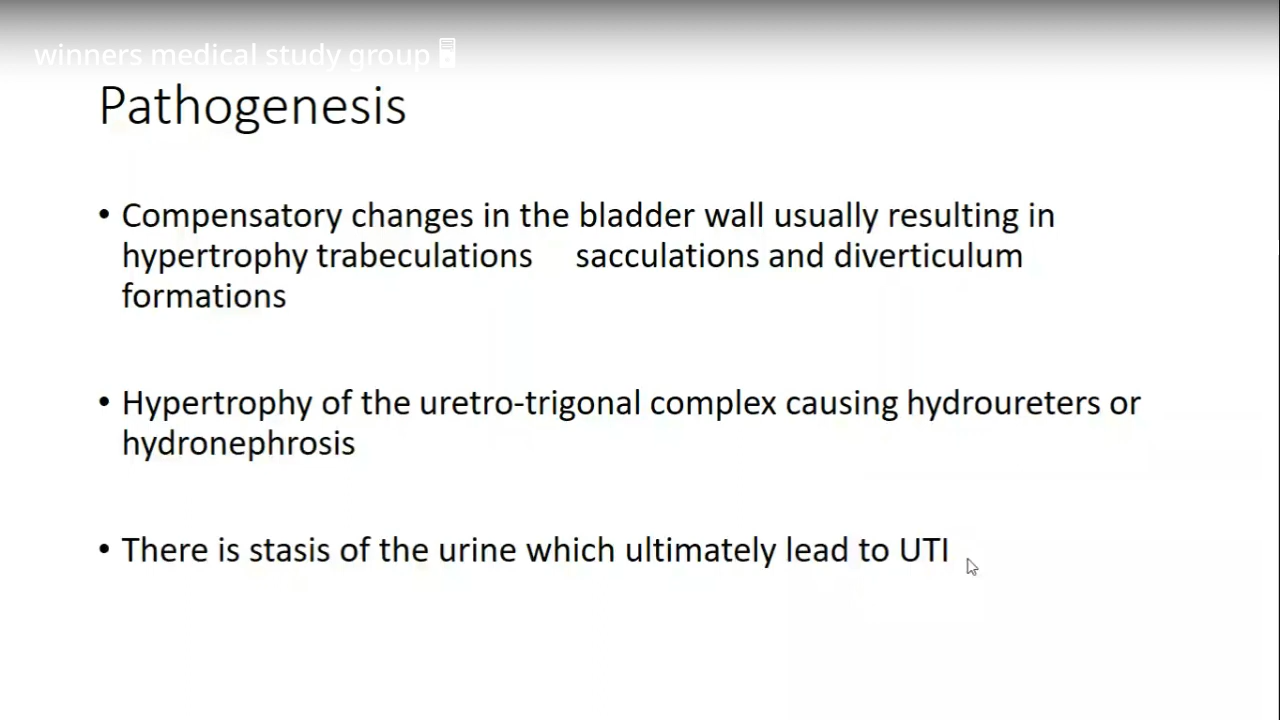 winners medical study group
Pathogenesis
• Compensatory changes in the bladder wall usually resulting in
hypertrophy trabeculations sacculations and diverticulum
formations
• Hypertrophy of the uretro-trigonal complex causing hydroureters or
hydronephrosis
• There is stasis of the urine which ultimately lead to UTI